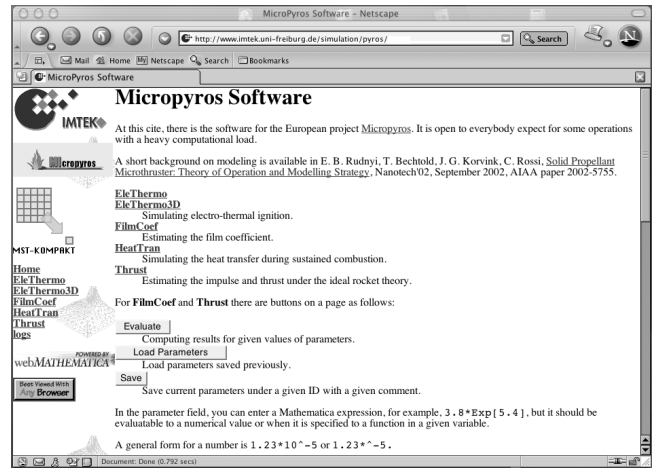 MicroPyros Software - Netscape
http://www.imtek.uni-freiburg.de/simulation/pyros/
Search
N
Mail Home My Netscape Search Bookmarks
MicroPyros Software
IMTEK
Micropyros
MST-KOMPAKT
Home
EleThermo
EleThermo3D
FilmCoef
HeatTran
Thrust
logs
POWERED BY
webMATHEMATICA
Best Viewed With
Any Browser
Micropyros Software
At this cite, there is the software for the European project Micropyros. It is open to everybody expect for some operations
with a heavy computational load.
A short background on modeling is available in E. B. Rudnyi, T. Bechtold, J. G. Korvink, C. Rossi, Solid Propellant
Microthruster: Theory of Operation and Modelling Strategy, Nanotech'02, September 2002, AIAA paper 2002-5755.
EleThermo
EleThermo3D
Simulating electro-thermal ignition.
FilmCoef
Estimating the film coefficient.
HeatTran
Simulating the heat transfer during sustained combustion.
Thrust
Estimating the impulse and thrust under the ideal rocket theory.
For FilmCoef and Thrust there are buttons on a page as follows:
Evaluate
Computing results for given values of parameters.
Load Parameters
Load parameters saved previously.
Save
Save current parameters under a given ID with a given comment.
In the parameter field, you can enter a Mathematica expression, for example, 3.8*Exp[5.4], but it should be
evaluatable to a numerical value or when it is specified to a function in a given variable.
A general form for a number is 1.23*10^-5 or 1.23*^-5.
Document: Done (0.792 secs)